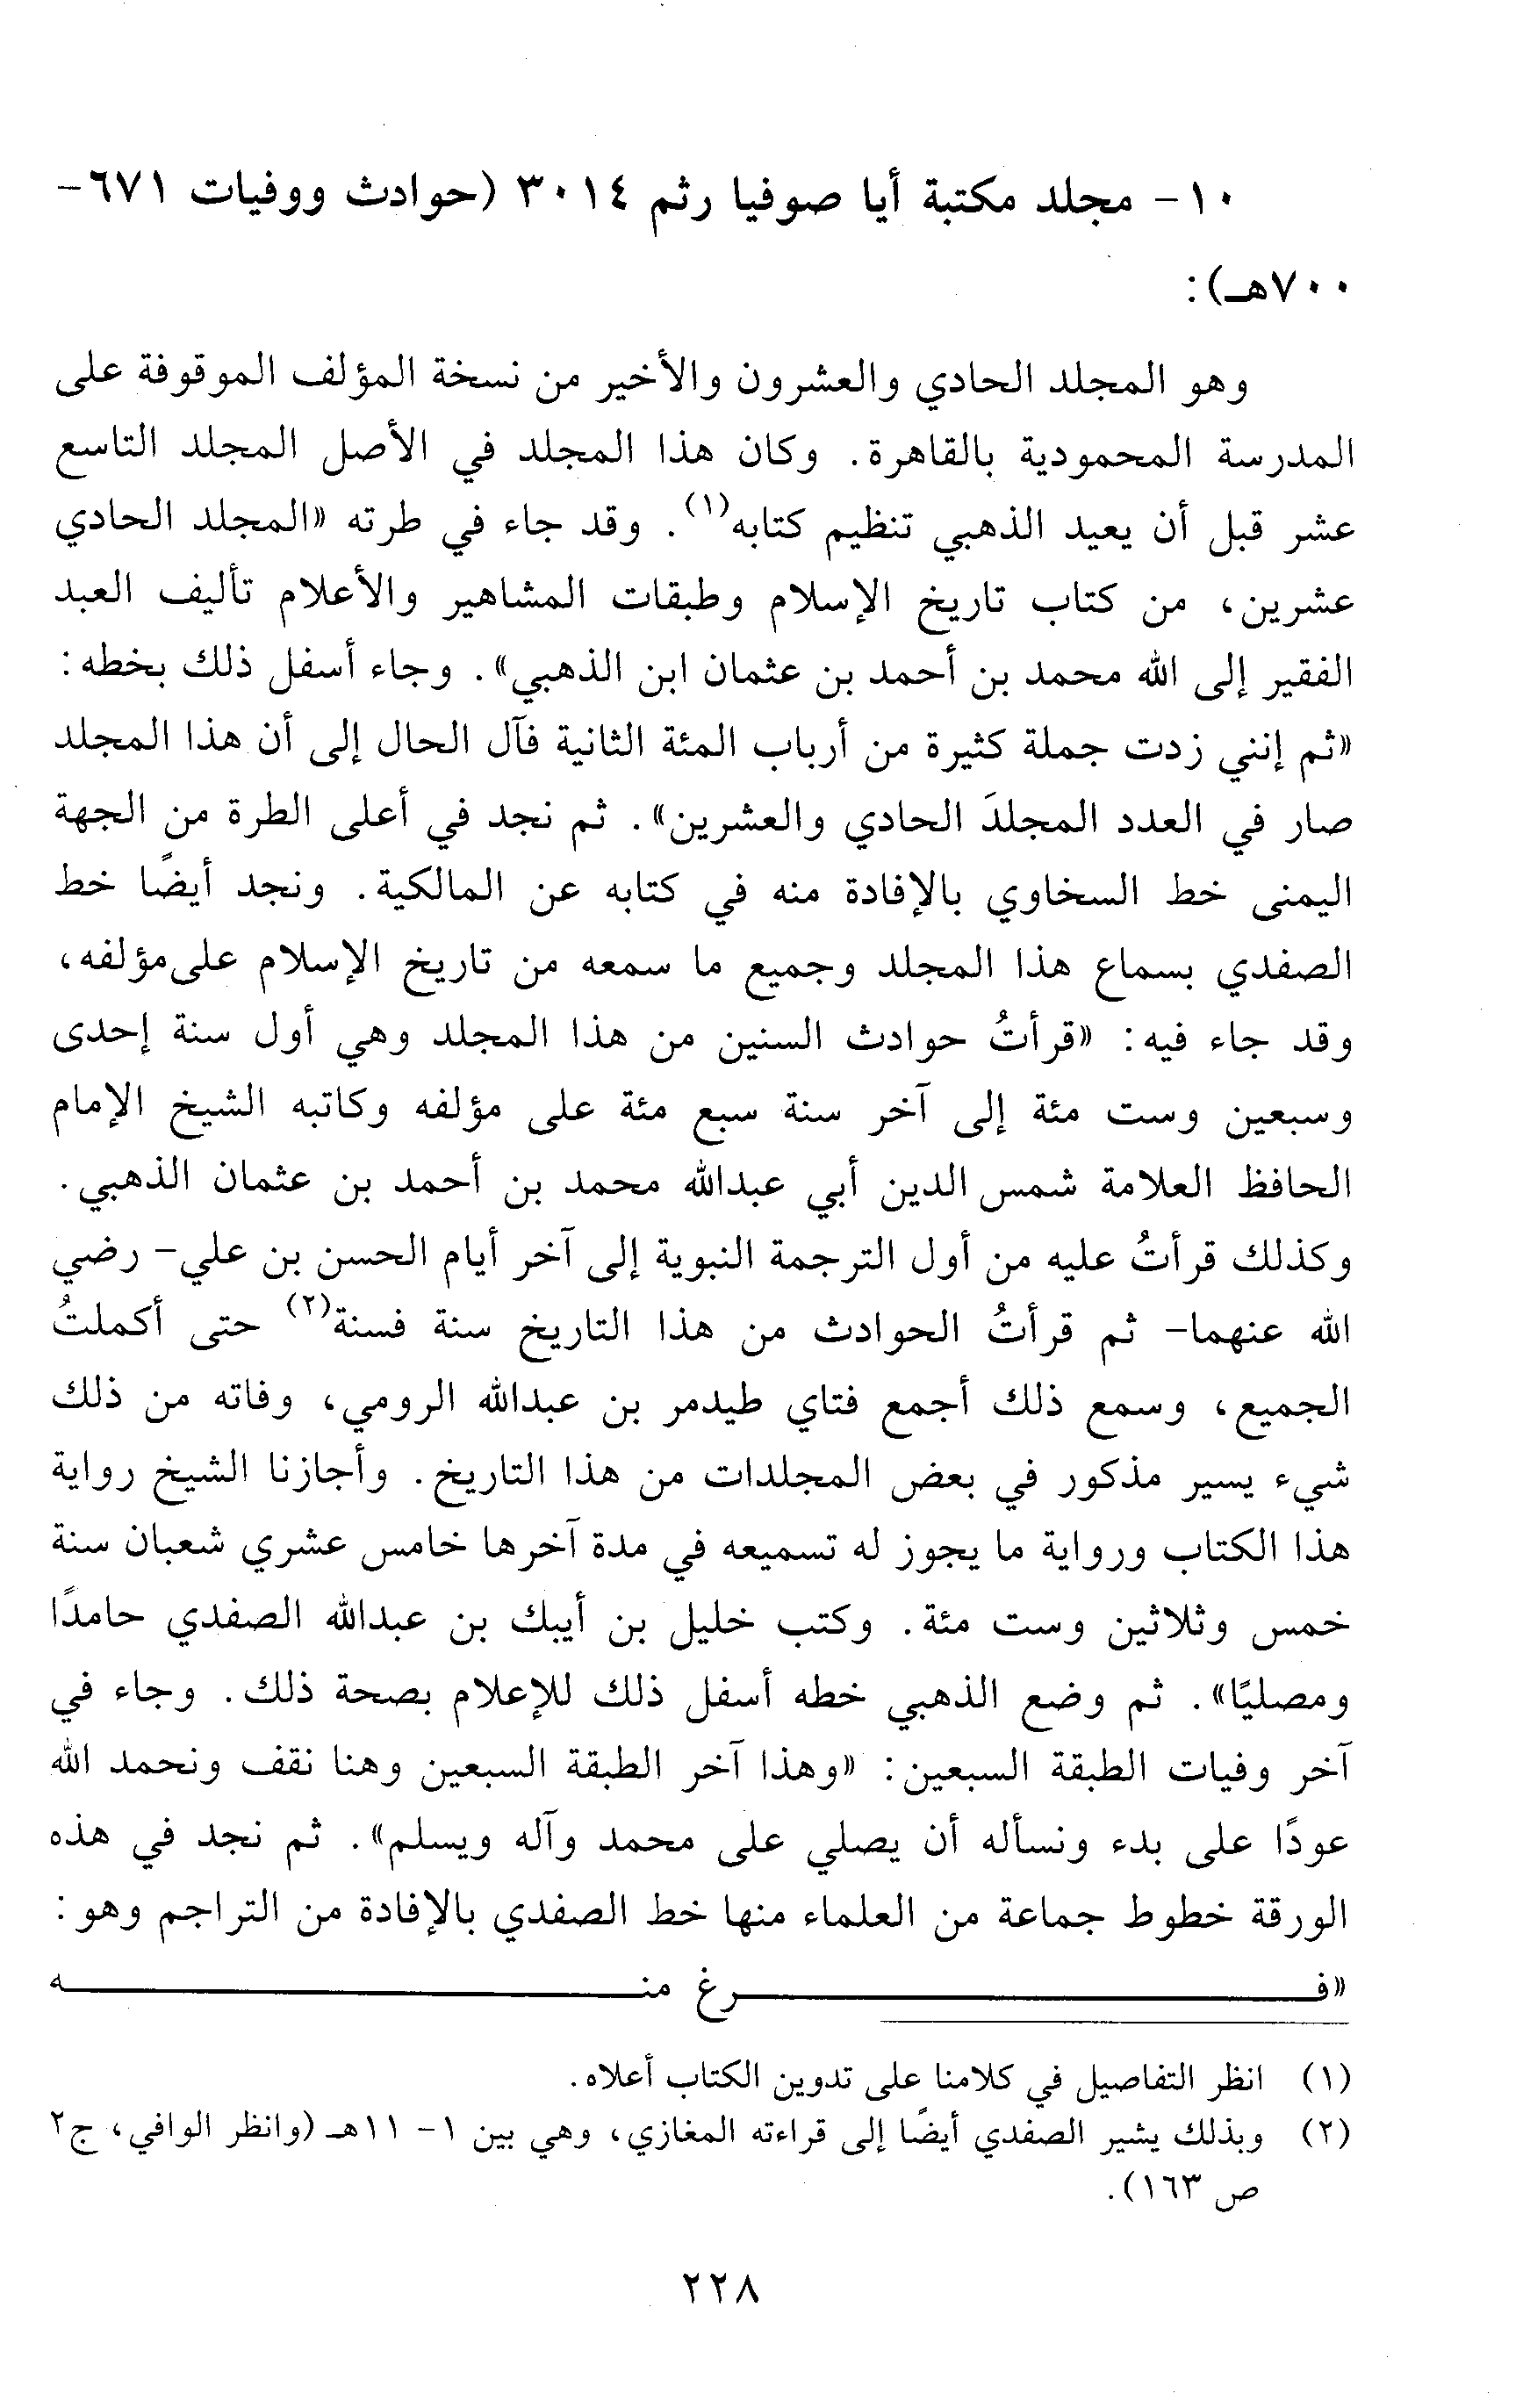 ١٠- مجلد مكتبة أيا صوفيا رثم ٣٠١٤ (حوادث ووفيات ٦٧١-
٧٠٠هـ):
وهو المجلد الحادي والعشرون والأخير من نسخة المؤلف الموقوفة على
المدرسة المحمودية بالقاهرة. وكان هذا المجلد في الأصل المجلد التاسع
عشر قبل أن يعيد الذهبي تنظيم كتابه(١). وقد جاء في طرته «المجلد الحادي
عشرين، من كتاب تاريخ الإسلام وطبقات المشاهير والأعلام تأليف العبد
الفقير إلى الله محمد بن أحمد بن عثمان ابن الذهبي». وجاء أسفل ذلك بخطه:
«ثم إنني زدت جملة كثيرة من أرباب المئة الثانية فآل الحال إلى أن هذا المجلد
صار في العدد المجلدَ الحادي والعشرين». ثم نجد في أعلى الطرة من الجهة
اليمنى خط السخاوي بالإفادة منه في كتابه عن المالكية. ونجد أيضًا خط
الصفدي بسماع هذا المجلد وجميع ما سمعه من تاريخ الإسلام على مؤلفه،
وقد جاء فيه: «قرأتُ حوادث السنين من هذا المجلد وهي أول سنة إحدى
وسبعين وست مئة إلى آخر سنة سبع مئة على مؤلفه وكاتبه الشيخ الإمام
الحافظ العلامة شمس الدين أبي عبدالله محمد بن أحمد بن عثمان الذهبي.
وكذلك قرأتُ عليه من أول الترجمة النبوية إلى آخر أيام الحسن بن علي- رضي
الله عنهما- ثم قرأتُ الحوادث من هذا التاريخ سنة فسنة(٢) حتى أكملتُ
الجميع، وسمع ذلك أجمع فتاي طيدمر بن عبدالله الرومي، وفاته من ذلك
شيء يسير مذكور في بعض المجلدات من هذا التاريخ. وأجازنا الشيخ رواية
هذا الكتاب ورواية ما يجوز له تسميعه في مدة آخرها خامس عشري شعبان سنة
خمس وثلاثين وست مئة. وكتب خليل بن أيبك بن عبدالله الصفدي حامدًا
ومصليًا». ثم وضع الذهبي خطه أسفل ذلك للإعلام بصحة ذلك. وجاء في
آخر وفيات الطبقة السبعين: «وهذا آخر الطبقة السبعين وهنا نقف ونحمد الله
عودًا على بدء ونسأله أن يصلي على محمد وآله ويسلم». ثم نجد في هذه
الورقة خطوط جماعة من العلماء منها خط الصفدي بالإفادة من التراجم وهو:
«فـــــــرغ منـــــــه
(١) انظر التفاصيل في كلامنا على تدوين الكتاب أعلاه.
(٢) وبذلك يشير الصفدي أيضًا إلى قراءته المغازي، وهي بين ١- ١١هـ (وانظر الوافي، ج٢
ص ١٦٣).
٢٢٨